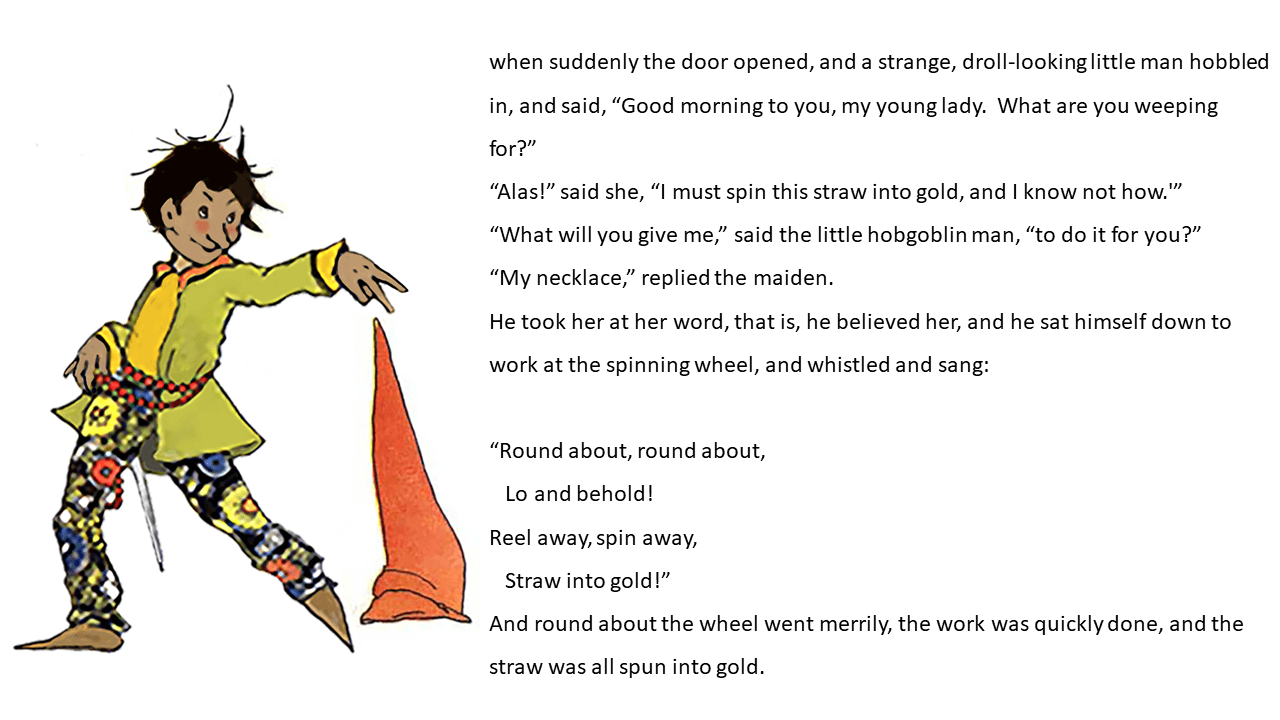 when suddenly the door opened, and a strange, droll-looking little man hobbled
in, and said, “Good morning to you, my young lady.  What are you weeping
for?”
“Alas!” said she, “I must spin this straw into gold, and I know not how.'”
“What will you give me,” said the little hobgoblin man, “to do it for you?”
“My necklace,” replied the maiden.
He took her at her word, that is, he believed her, and he sat himself down to
work at the spinning wheel, and whistled and sang:
“Round about, round about,
Lo and behold!
Reel away, spin away,
Straw into gold!”
And round about the wheel went merrily, the work was quickly done, and the
straw was all spun into gold.